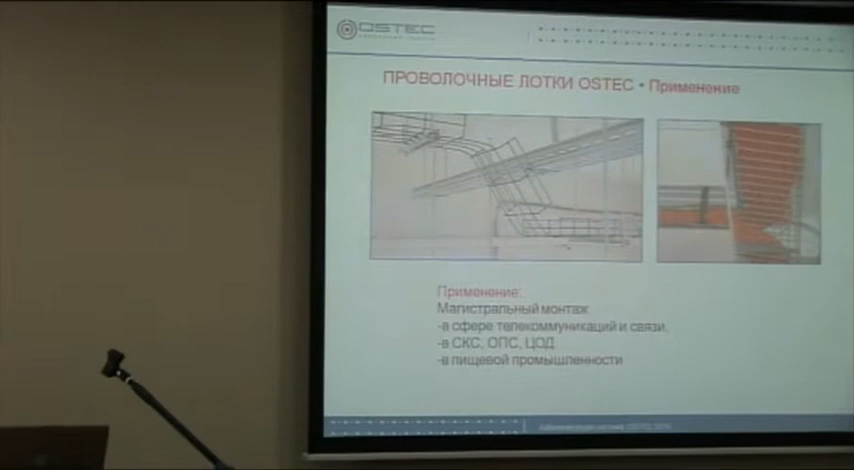 OSTEC
ПРОВОЛОЧНЫЕ ЛОТКИ OSTEC • Применение
Применение:
Магистральный монтаж
-в сфере телекоммуникаций и связи,
-в СКС, ОПС, ЦОД
-в пищевой промышленности